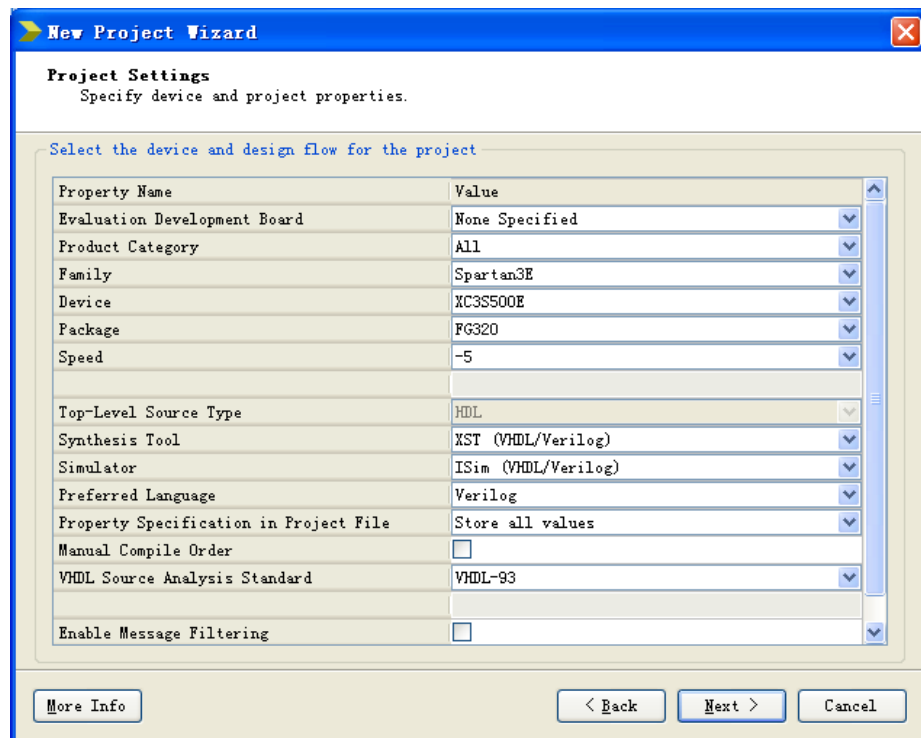 New Project Wizard
Project Settings
Specify device and project properties.
Select the device and design flow for the project
Property Name Value
Evaluation Development Board None Specified
Product Category All
Family Spartan3E
Device XC3S500E
Package FG320
Speed -5
Top-Level Source Type HDL
Synthesis Tool XST (VHDL/Verilog)
Simulator ISim (VHDL/Verilog)
Preferred Language Verilog
Property Specification in Project File Store all values
Manual Compile Order
VHDL Source Analysis Standard VHDL-93
Enable Message Filtering
More Info < Back Next > Cancel